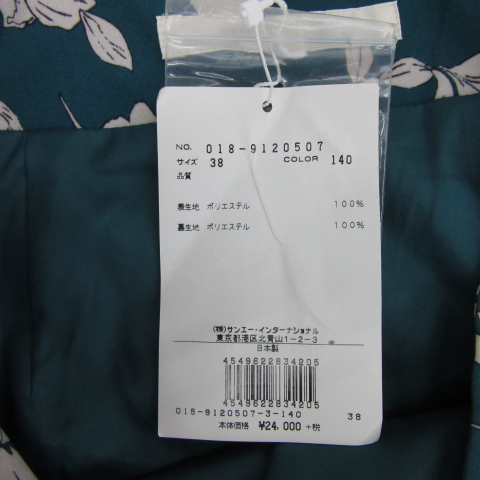 NO. 018-9120507
サイズ 38 COLOR 140
品質
表生地 ポリエステル 100%
裏生地 ポリエステル 100%
(株)サンエー・インターナショナル
東京都港区北青山1-2-3
日本製
4549622834205
4549622834205
018-9120507-3-140 38
本体価格 ¥24,000 +税